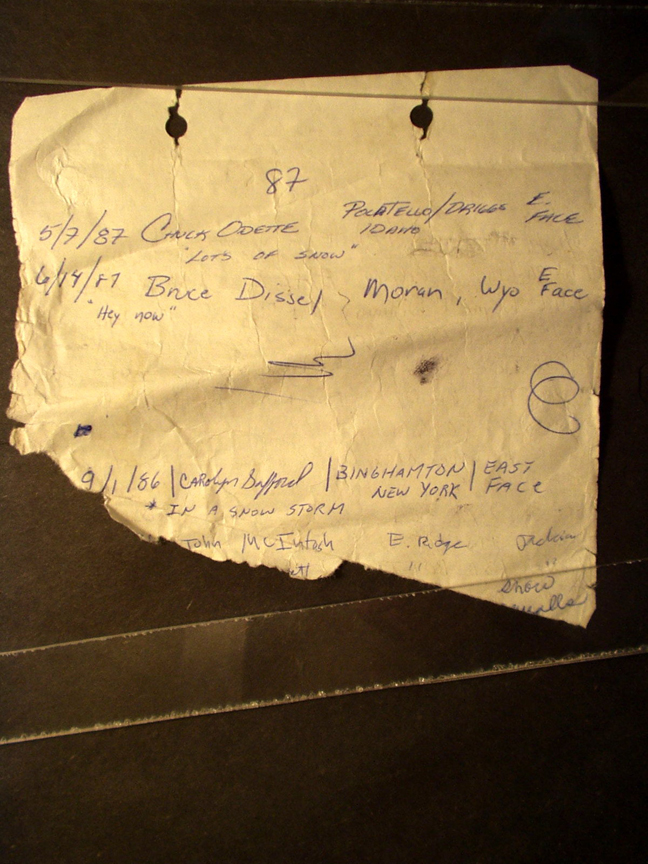 87
5/7/87 Chuck Odette POCATELLO/DRIGGS E. FACE
IDAHO
"LOTS OF SNOW"
6/14/87 Bruce Dissel Moran, Wyo E Face
"Hey now"
9/1/86 | CAROlyn | BINGHAMTON | EAST
NEW YORK FACE
* IN A SNOW STORM
John McIntosh E. Ridge Jackson
" "
Snow